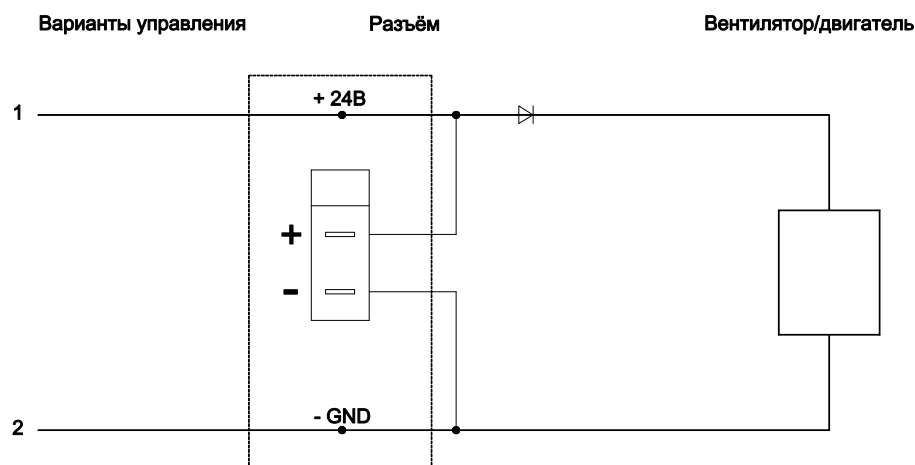 Варианты управления
Разъём
Вентилятор/двигатель
+ 24В
1
+
-
- GND
2